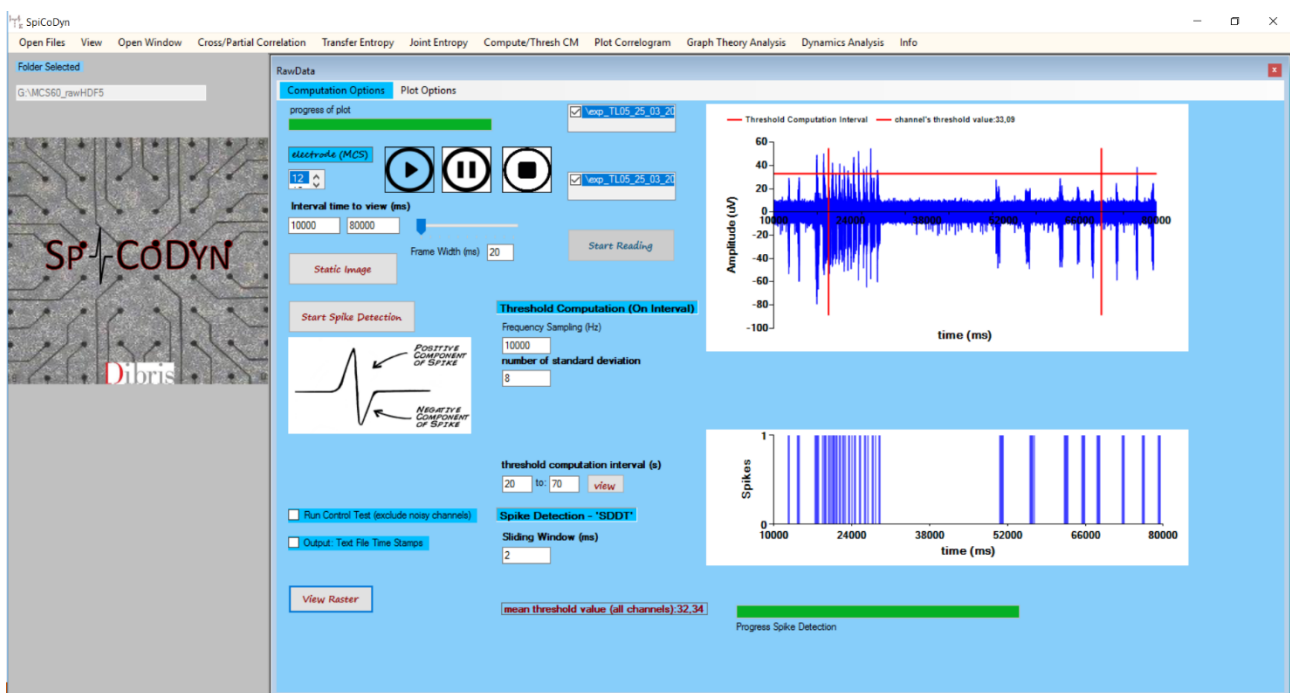 SpiCoDyn
Open Files View Open Window Cross/Partial Correlation Transfer Entropy Joint Entropy Compute/Thresh CM Plot Correlogram Graph Theory Analysis Dynamics Analysis Info
Folder Selected
G:\MCS60_rawHDF5
SPiCODYN
Dibris
RawData
Computation Options Plot Options
progress of plot
\exp_TL05_25_03_20
electrode (MCS)
12
\exp_TL05_25_03_20
Interval time to view (ms)
10000 80000
Frame Width (ms) 20
Start Reading
Static Image
Start Spike Detection
POSITIVE
COMPONENT
OF SPIKE
NEGATIVE
COMPONENT
OF SPIKE
Threshold Computation (On Interval)
Frequency Sampling (Hz)
10000
number of standard deviation
8
threshold computation interval (s)
20 to: 70 view
Run Control Test (exclude noisy channels)
Output: Text File Time Stamps
Spike Detection - 'SDDT'
Sliding Window (ms)
2
View Raster
mean threshold value (all channels):32,34
Threshold Computation Interval channel's threshold value:33,09
Amplitude (uV)
60
40
20
0
-20
-40
-60
-80
-100
10000 24000 38000 52000 66000 80000
time (ms)
Spikes
1
0
10000 24000 38000 52000 66000 80000
time (ms)
Progress Spike Detection